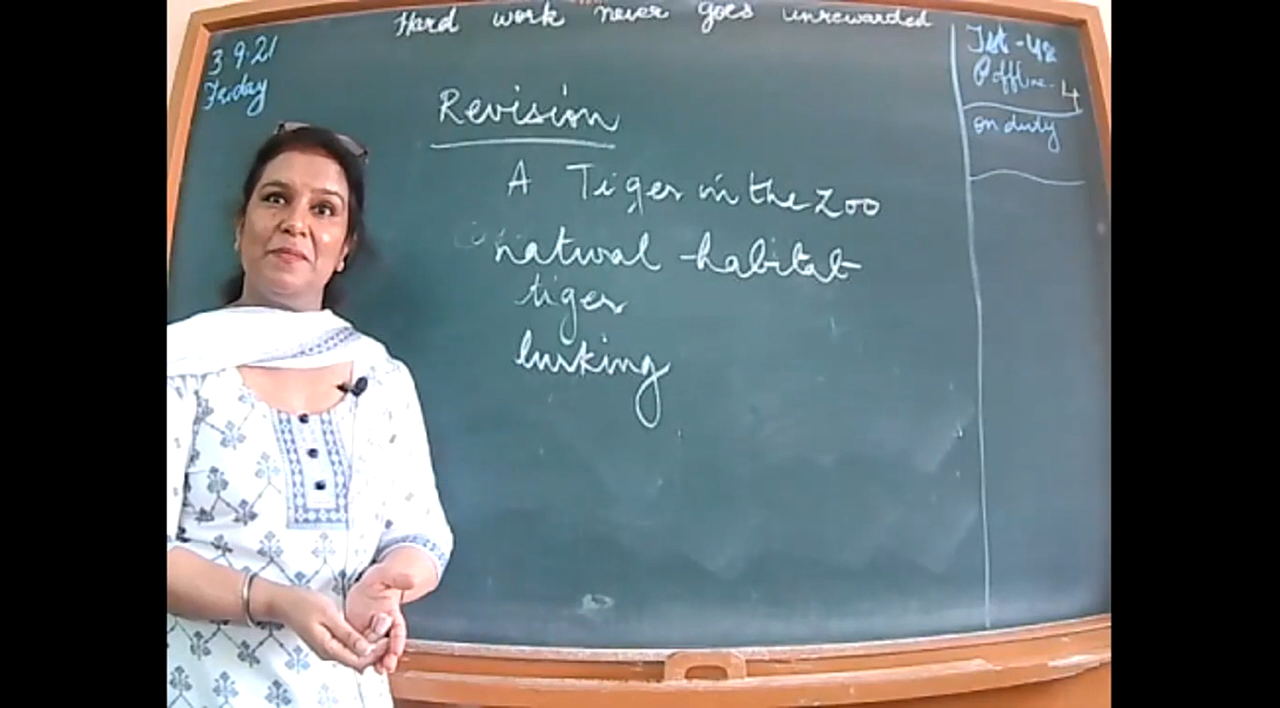 Hard work never goes unrewarded
3 9.21
Friday
Revision
A Tiger in the Zoo
natural habitat
tiger
lurking
Tst - 48
P offline - 4
on duty